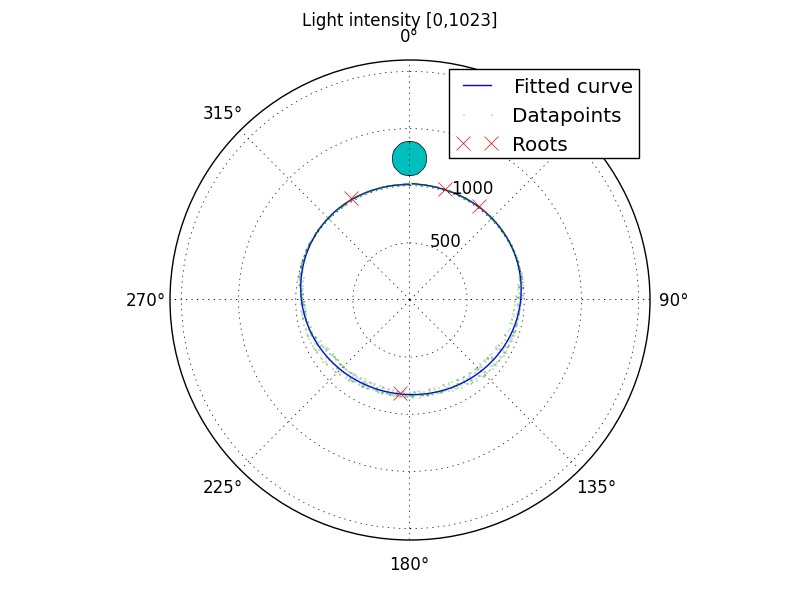 Light intensity [0,1023]
0°
Fitted curve
Datapoints
Roots
315°
1000
500
270°
90°
225°
135°
180°